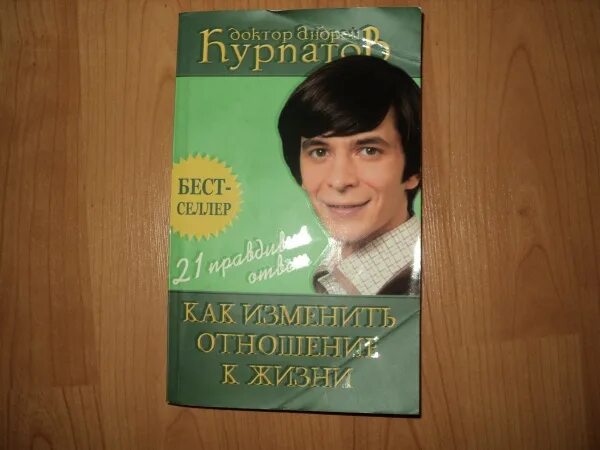 Доктор Андрей
Курпатов
БЕСТ-
СЕЛЛЕР
21 правдивый
ответ
КАК ИЗМЕНИТЬ
ОТНОШЕНИЕ
К ЖИЗНИ